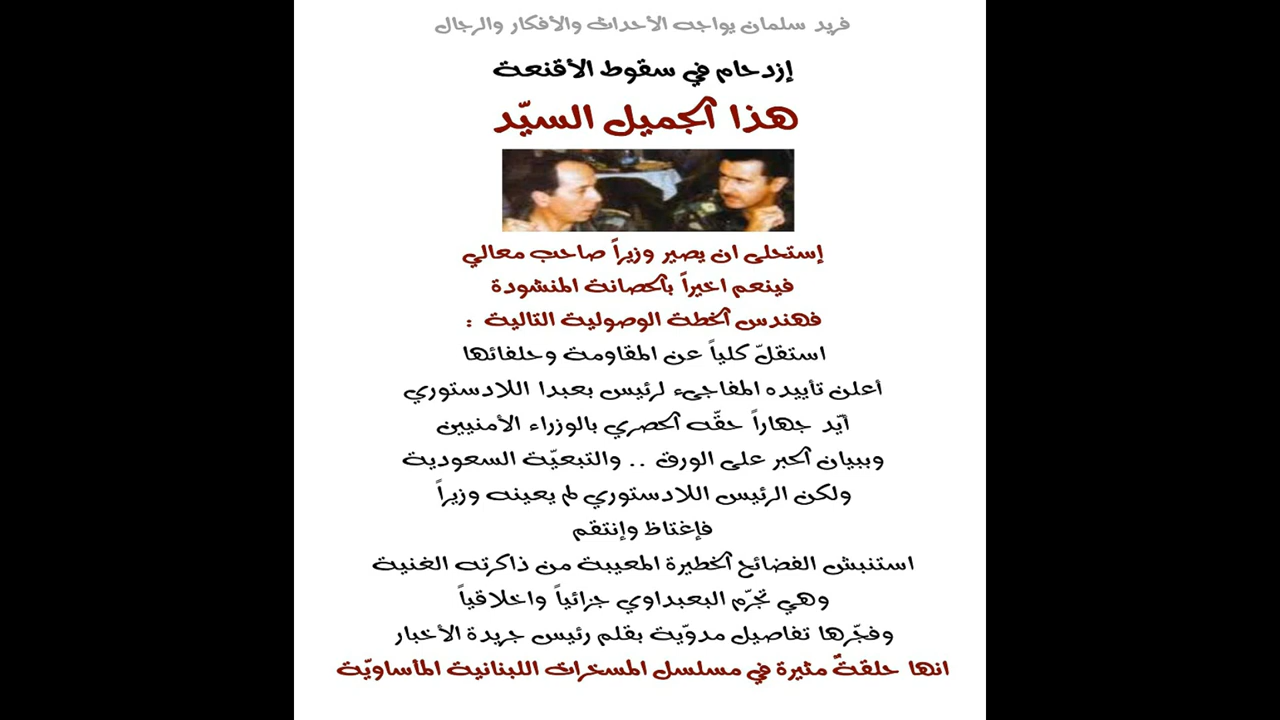 فريد سلمان يواجه الأحداث والأفكار والرجال
إزدحام في سقوط الأقنعة
هذا الجميل السيّد
إستحلى ان يصير وزيراً صاحب معالي
فينعم اخيراً بالحصانة المنشودة
فهندس الخطة الوصولية التالية :
استقلّ كلياً عن المقاومة وحلفائها
أعلن تأييده المفاجىء لرئيس بعبدا اللادستوري
أيّد جهاراً حقّه الحصري بالوزراء الأمنيين
وببيان الحبر على الورق .. والتبعيّة السعودية
ولكن الرئيس اللادستوري لم يعينه وزيراً
فإغتاظ وإنتقم
استنبش الفضائح الخطيرة المعيبة من ذاكرته الغنية
وهي تجرّم البعبداوي جزائياً واخلاقياً
وفجّرها تفاصيل مدوّية بقلم رئيس جريدة الأخبار
انها حلقةٌ مثيرة في مسلسل المسخرات اللبنانية المأساويّة